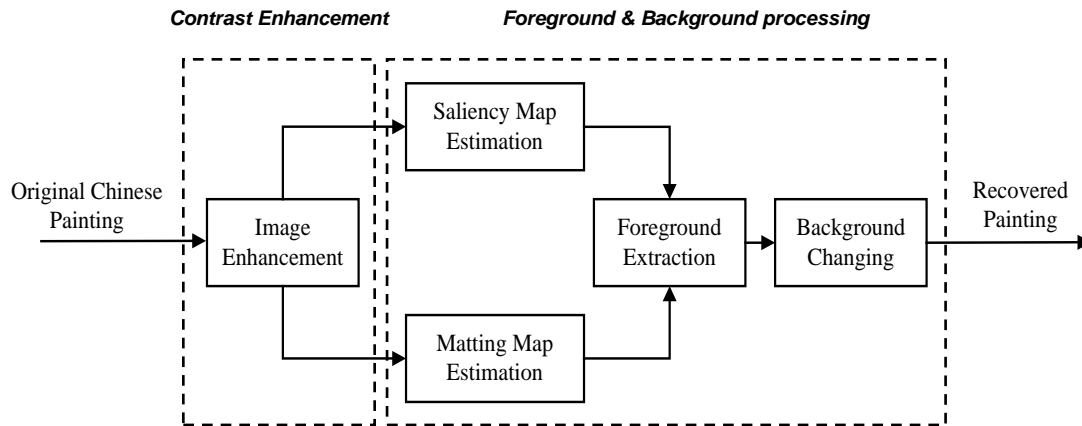 Contrast Enhancement
Foreground & Background processing
Original Chinese
Painting
Image
Enhancement
Saliency Map
Estimation
Matting Map
Estimation
Foreground
Extraction
Background
Changing
Recovered
Painting